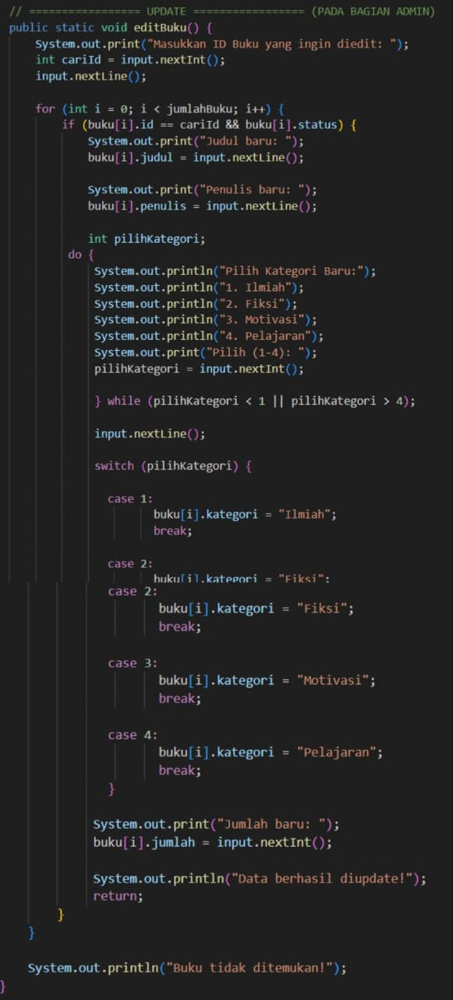 // ================= UPDATE ================= (PADA BAGIAN ADMIN)
public static void editBuku() {
System.out.print("Masukkan ID Buku yang ingin diedit: ");
int cariId = input.nextInt();
input.nextLine();
for (int i = 0; i < jumlahBuku; i++) {
if (buku[i].id == cariId && buku[i].status) {
System.out.print("Judul baru: ");
buku[i].judul = input.nextLine();
System.out.print("Penulis baru: ");
buku[i].penulis = input.nextLine();
int pilihKategori;
do {
System.out.println("Pilih Kategori Baru:");
System.out.println("1. Ilmiah");
System.out.println("2. Fiksi");
System.out.println("3. Motivasi");
System.out.println("4. Pelajaran");
System.out.print("Pilih (1-4): ");
pilihKategori = input.nextInt();
} while (pilihKategori < 1 || pilihKategori > 4);
input.nextLine();
switch (pilihKategori) {
case 1:
buku[i].kategori = "Ilmiah";
break;
case 2:
buku[i].kategori = "Fiksi";
case 2:
buku[i].kategori = "Fiksi";
break;
case 3:
buku[i].kategori = "Motivasi";
break;
case 4:
buku[i].kategori = "Pelajaran";
break;
}
System.out.print("Jumlah baru: ");
buku[i].jumlah = input.nextInt();
System.out.println("Data berhasil diupdate!");
return;
}
}
System.out.println("Buku tidak ditemukan!");
}